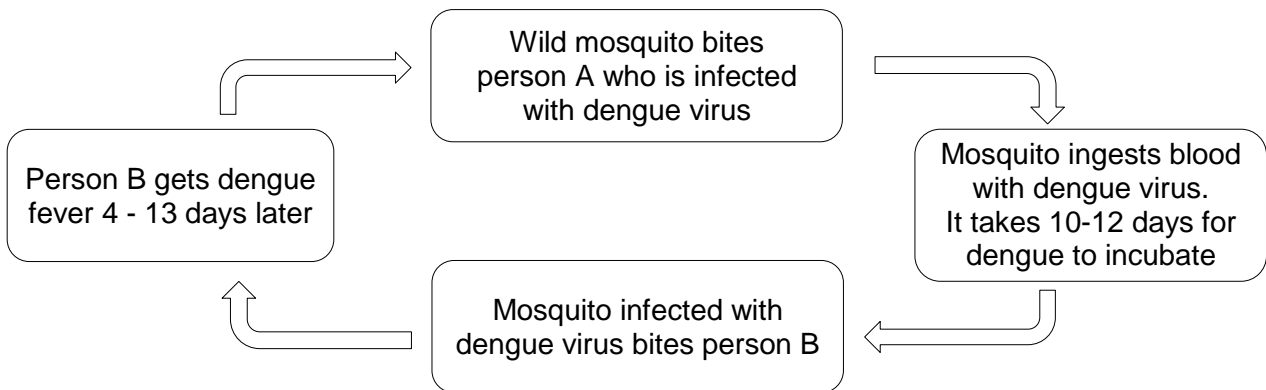 Wild mosquito bites
person A who is infected
with dengue virus
Mosquito ingests blood
with dengue virus.
It takes 10-12 days for
dengue to incubate
Mosquito infected with
dengue virus bites person B
Person B gets dengue
fever 4 - 13 days later